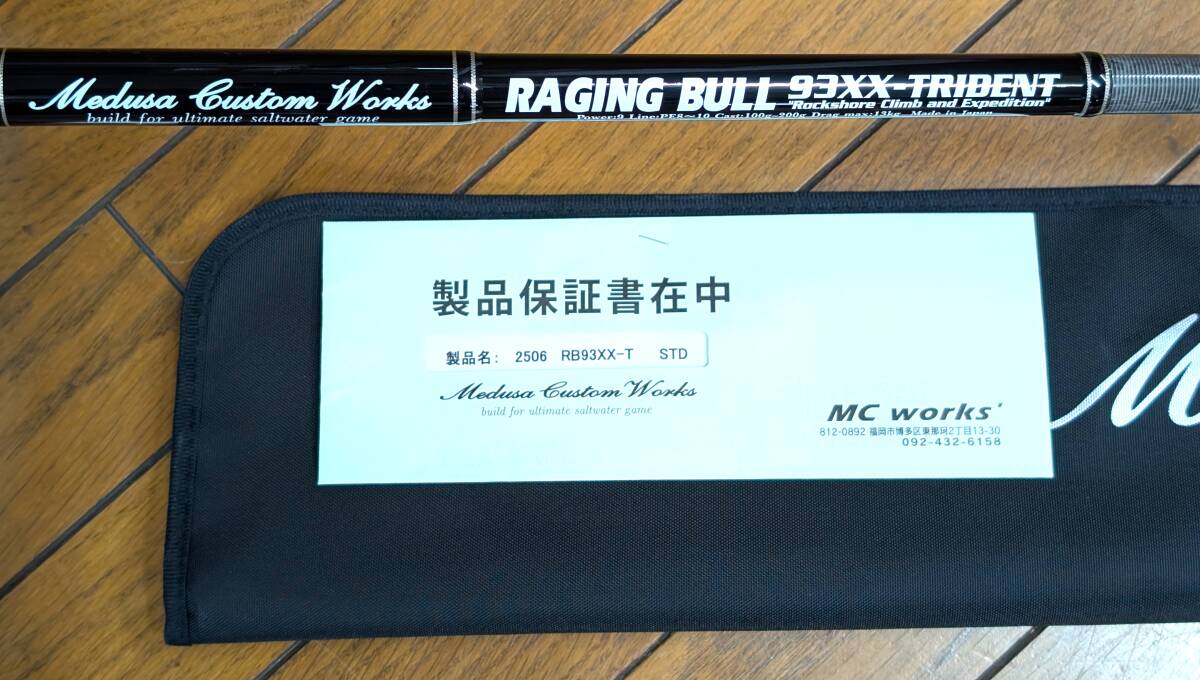 Medusa Custom Works
build for ultimate saltwater game
RAGING BULL 93XX-TRIDENT
"Rockshore Climb and Expedition"
Power:9 Line:PE8~10 Cast:100g~200g Drag max:13kg Made in Japan
製品保証書在中
製品名: 2506 RB93XX-T STD
Medusa Custom Works
build for ultimate saltwater game
MC works'
812-0892 福岡市博多区東那珂2丁目13-30
092-432-6158